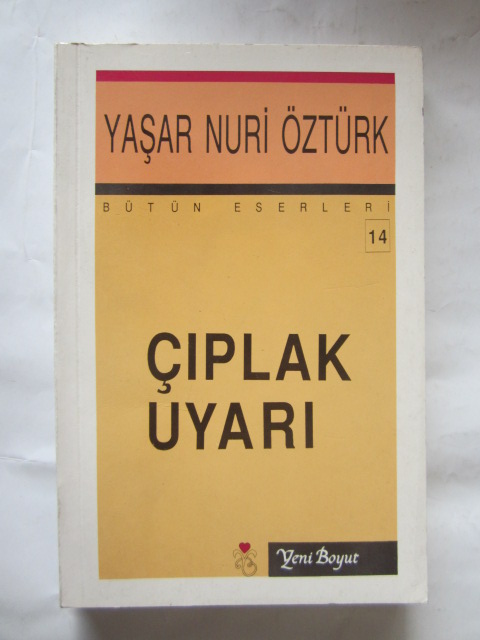 YAŞAR NURİ ÖZTÜRK
BÜTÜN ESERLERİ
14
ÇIPLAK
UYARI
Yeni Boyut